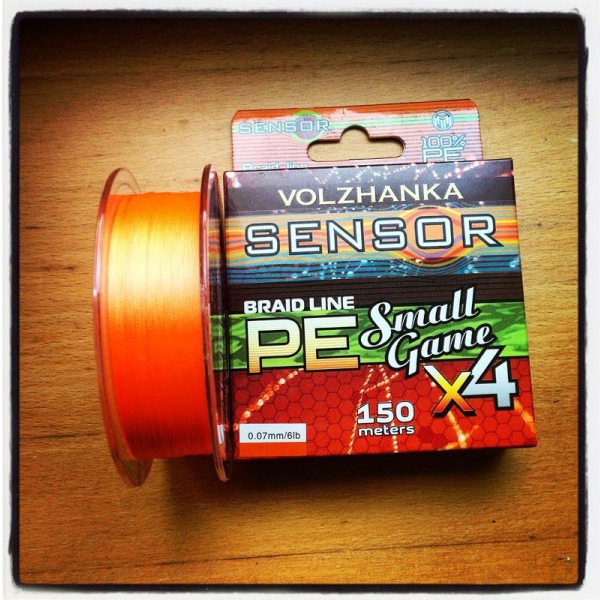 SENSOR
100%
PE
Braid line
VOLZHANKA
SENSOR
BRAID LINE
PE Small
Game
x4
150
meters
0.07mm/6lb